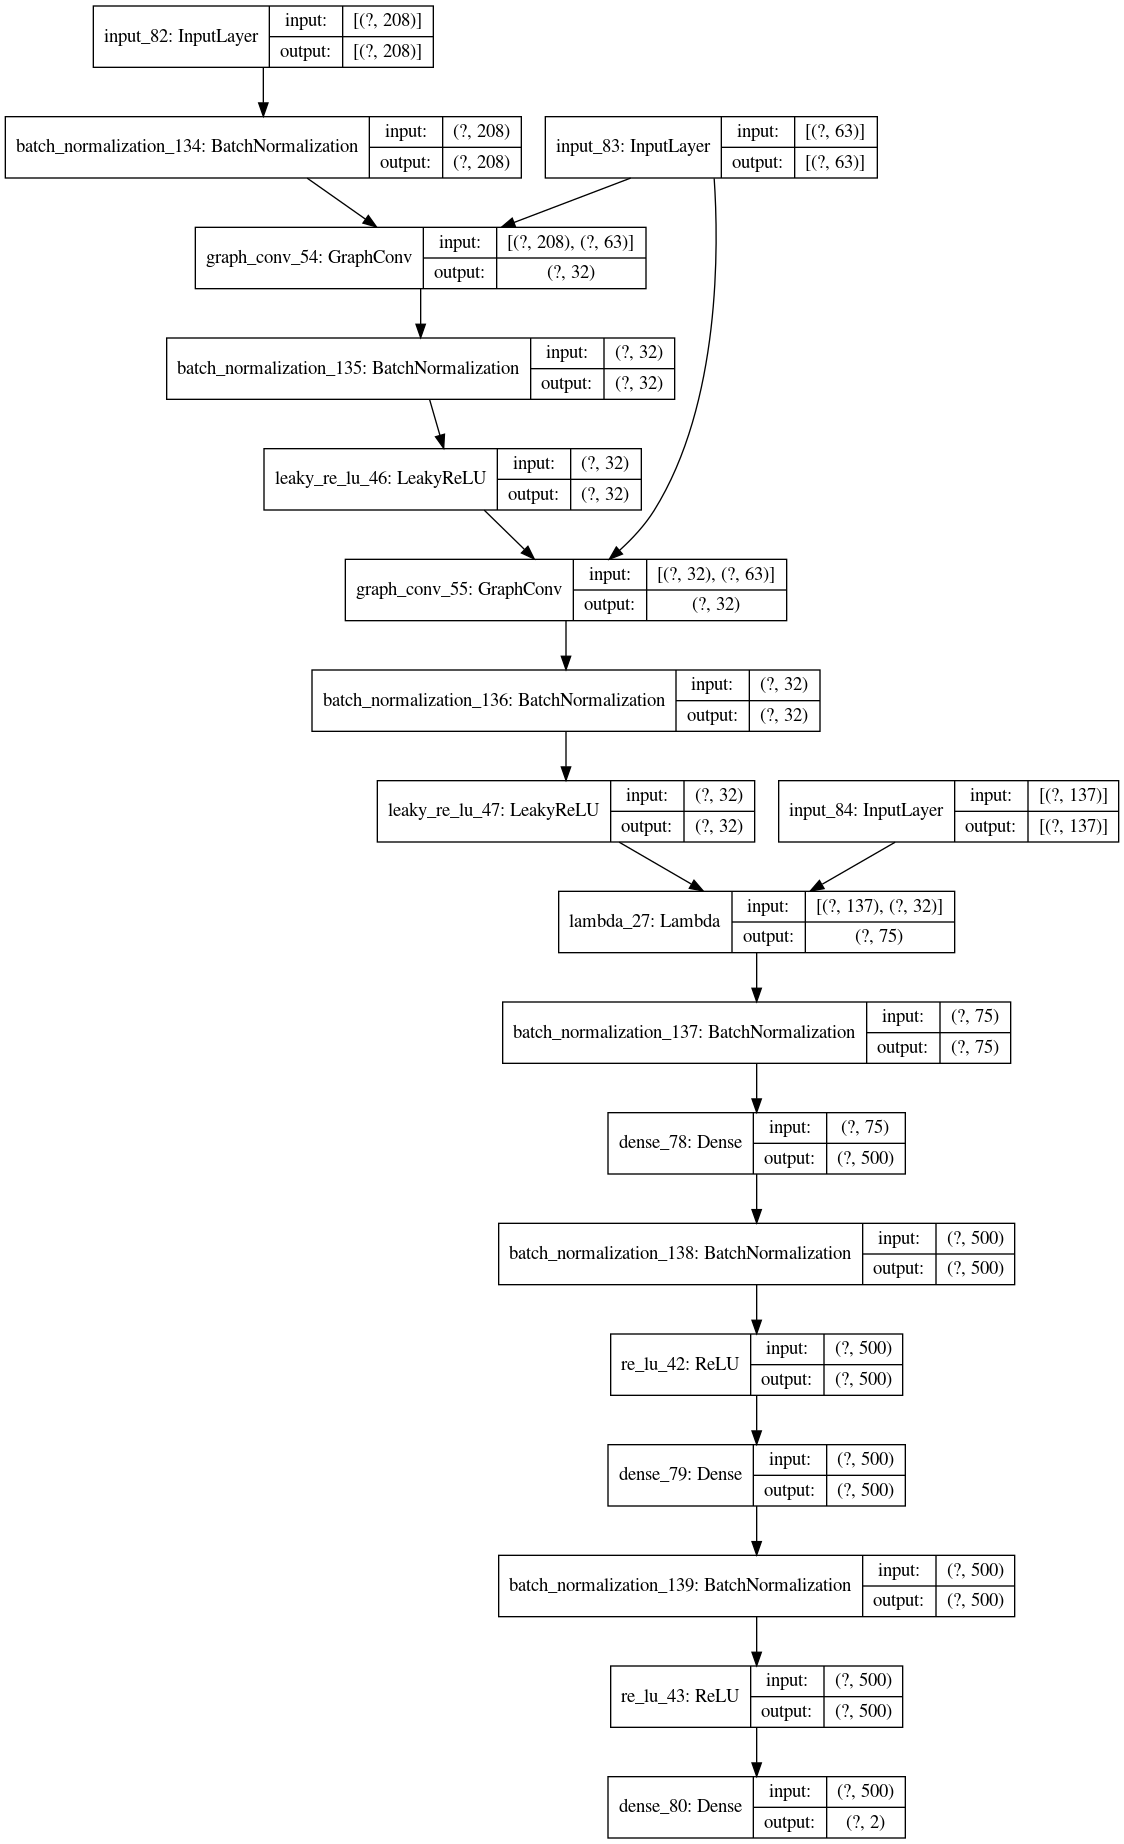 input_82: InputLayer
input: [(?, 208)]
output: [(?, 208)]
batch_normalization_134: BatchNormalization
input: (?, 208)
output: (?, 208)
input_83: InputLayer
input: [(?, 63)]
output: [(?, 63)]
graph_conv_54: GraphConv
input: [(?, 208), (?, 63)]
output: (?, 32)
batch_normalization_135: BatchNormalization
input: (?, 32)
output: (?, 32)
leaky_re_lu_46: LeakyReLU
input: (?, 32)
output: (?, 32)
graph_conv_55: GraphConv
input: [(?, 32), (?, 63)]
output: (?, 32)
batch_normalization_136: BatchNormalization
input: (?, 32)
output: (?, 32)
leaky_re_lu_47: LeakyReLU
input: (?, 32)
output: (?, 32)
input_84: InputLayer
input: [(?, 137)]
output: [(?, 137)]
lambda_27: Lambda
input: [(?, 137), (?, 32)]
output: (?, 75)
batch_normalization_137: BatchNormalization
input: (?, 75)
output: (?, 75)
dense_78: Dense
input: (?, 75)
output: (?, 500)
batch_normalization_138: BatchNormalization
input: (?, 500)
output: (?, 500)
re_lu_42: ReLU
input: (?, 500)
output: (?, 500)
dense_79: Dense
input: (?, 500)
output: (?, 500)
batch_normalization_139: BatchNormalization
input: (?, 500)
output: (?, 500)
re_lu_43: ReLU
input: (?, 500)
output: (?, 500)
dense_80: Dense
input: (?, 500)
output: (?, 2)